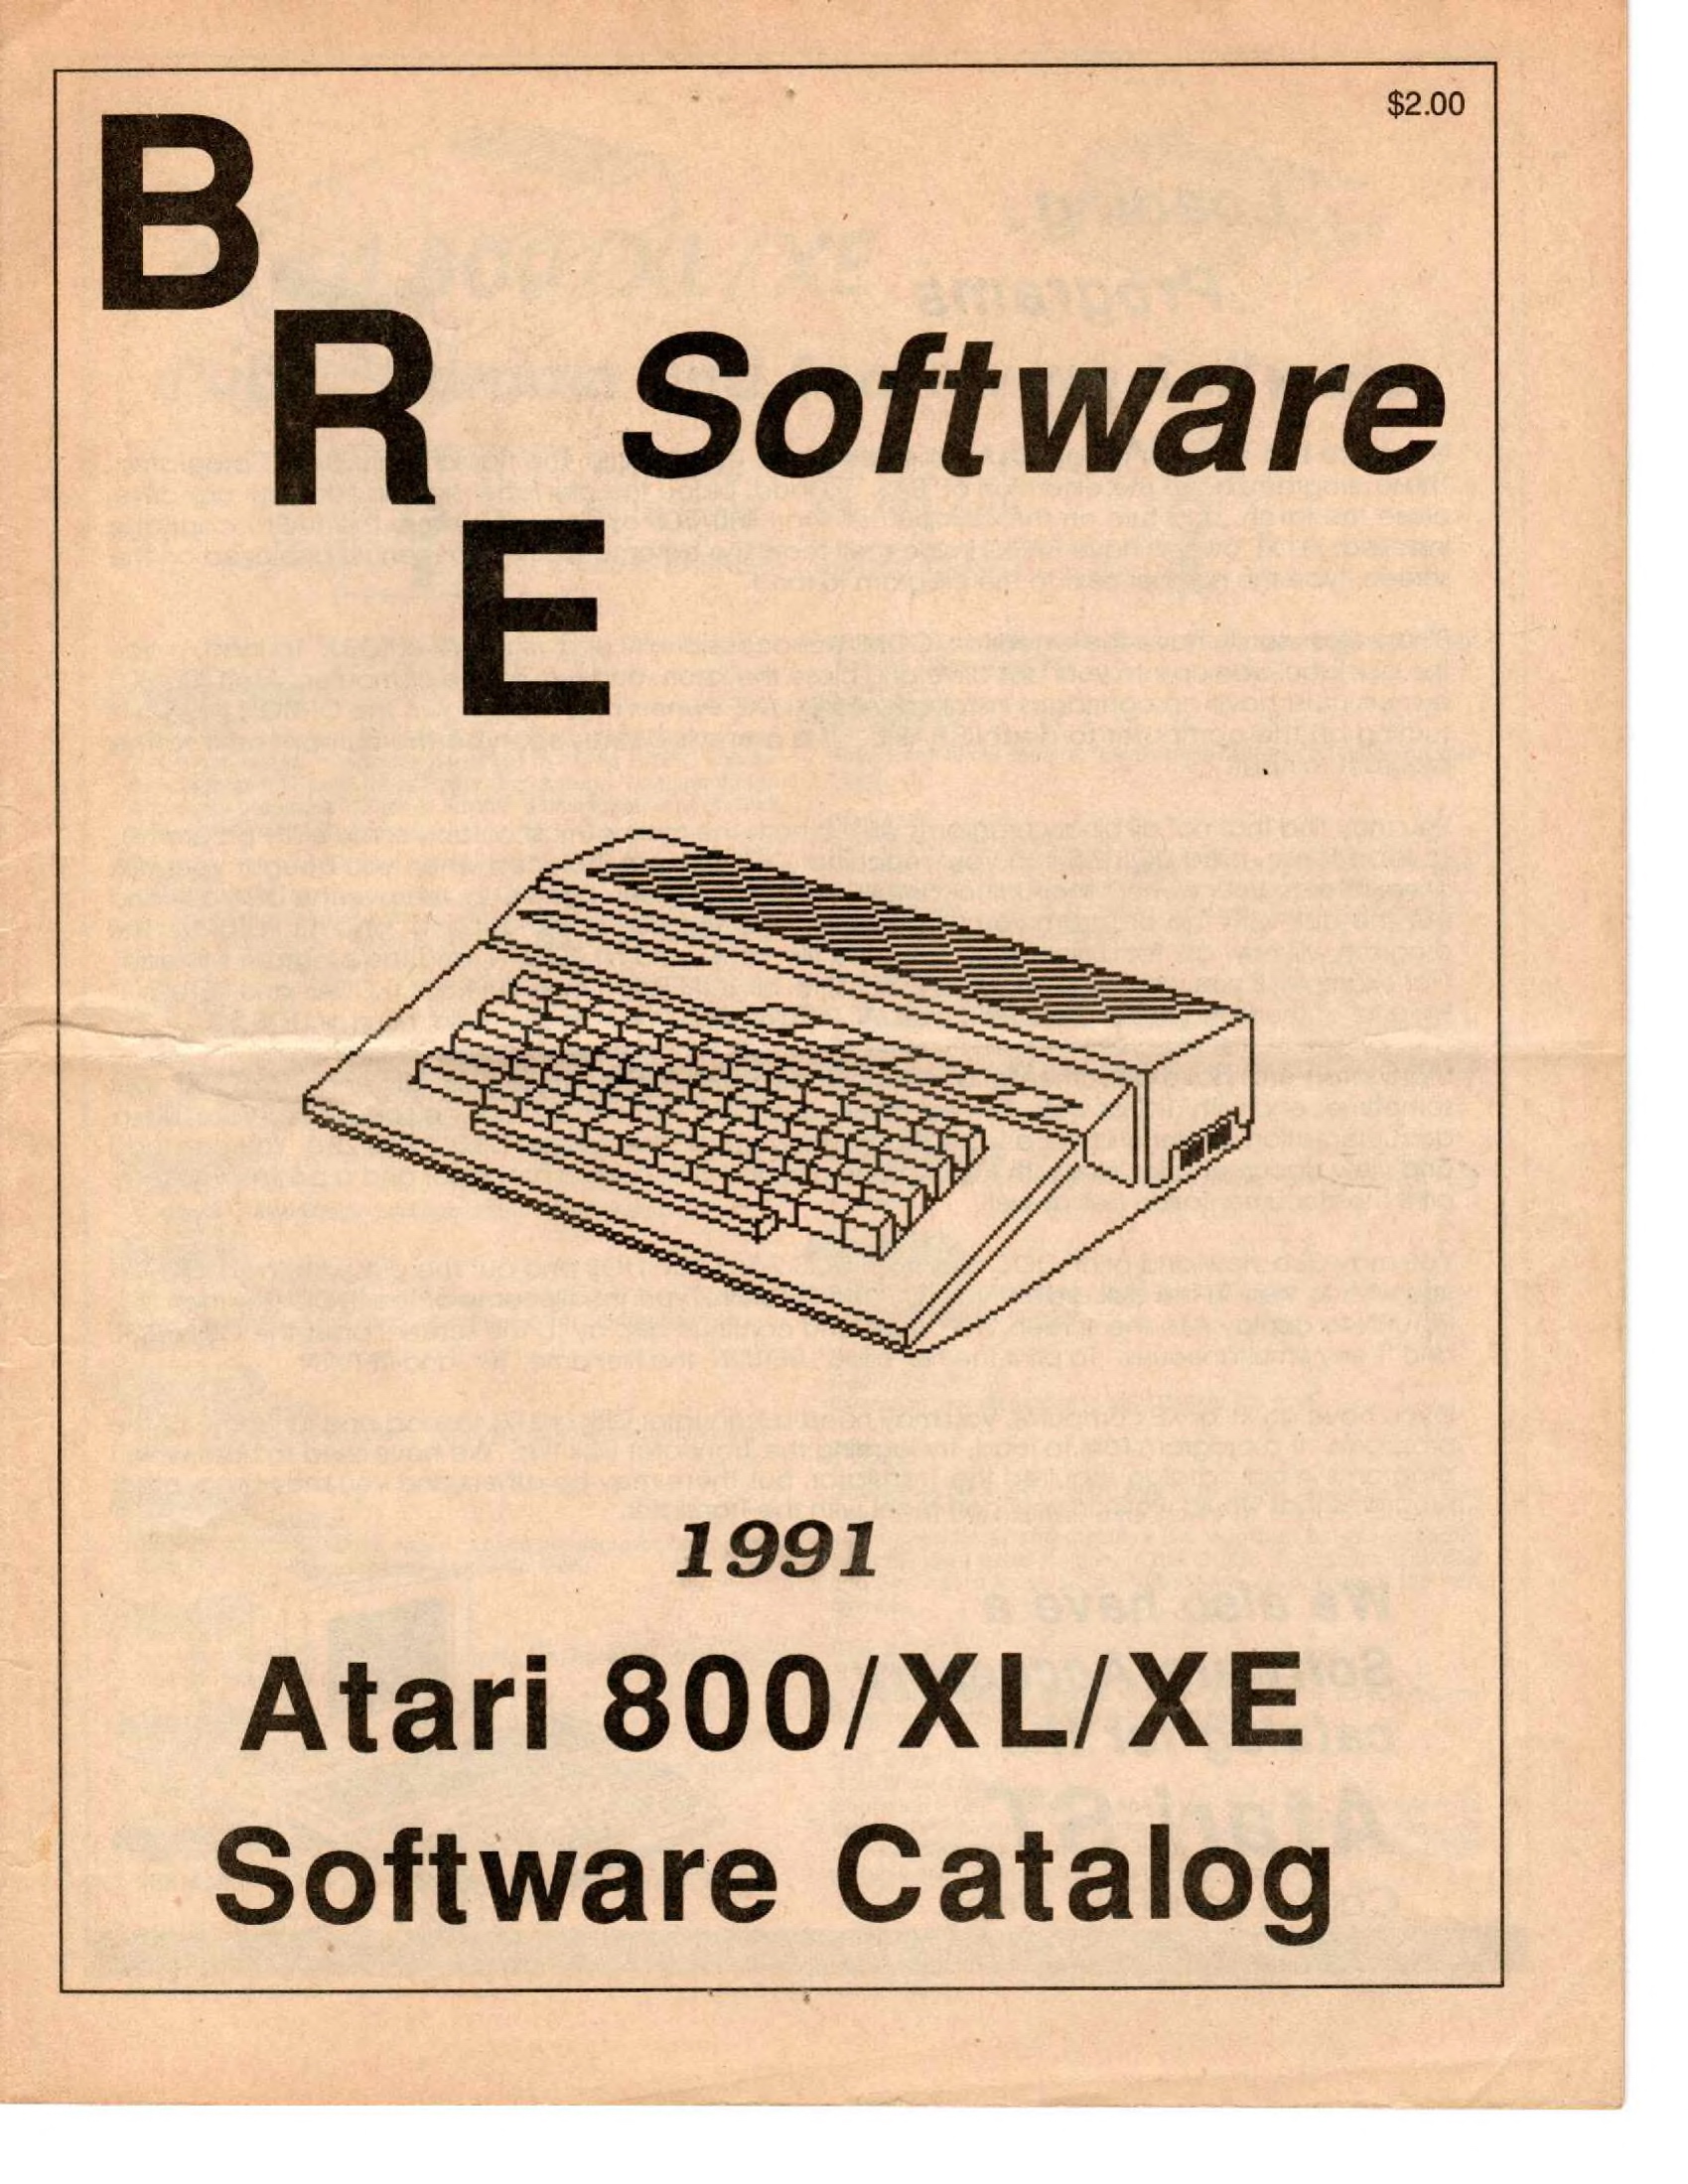 $2.00
B
R
E
Software
1991
Atari 800/XL/XE
Software Catalog